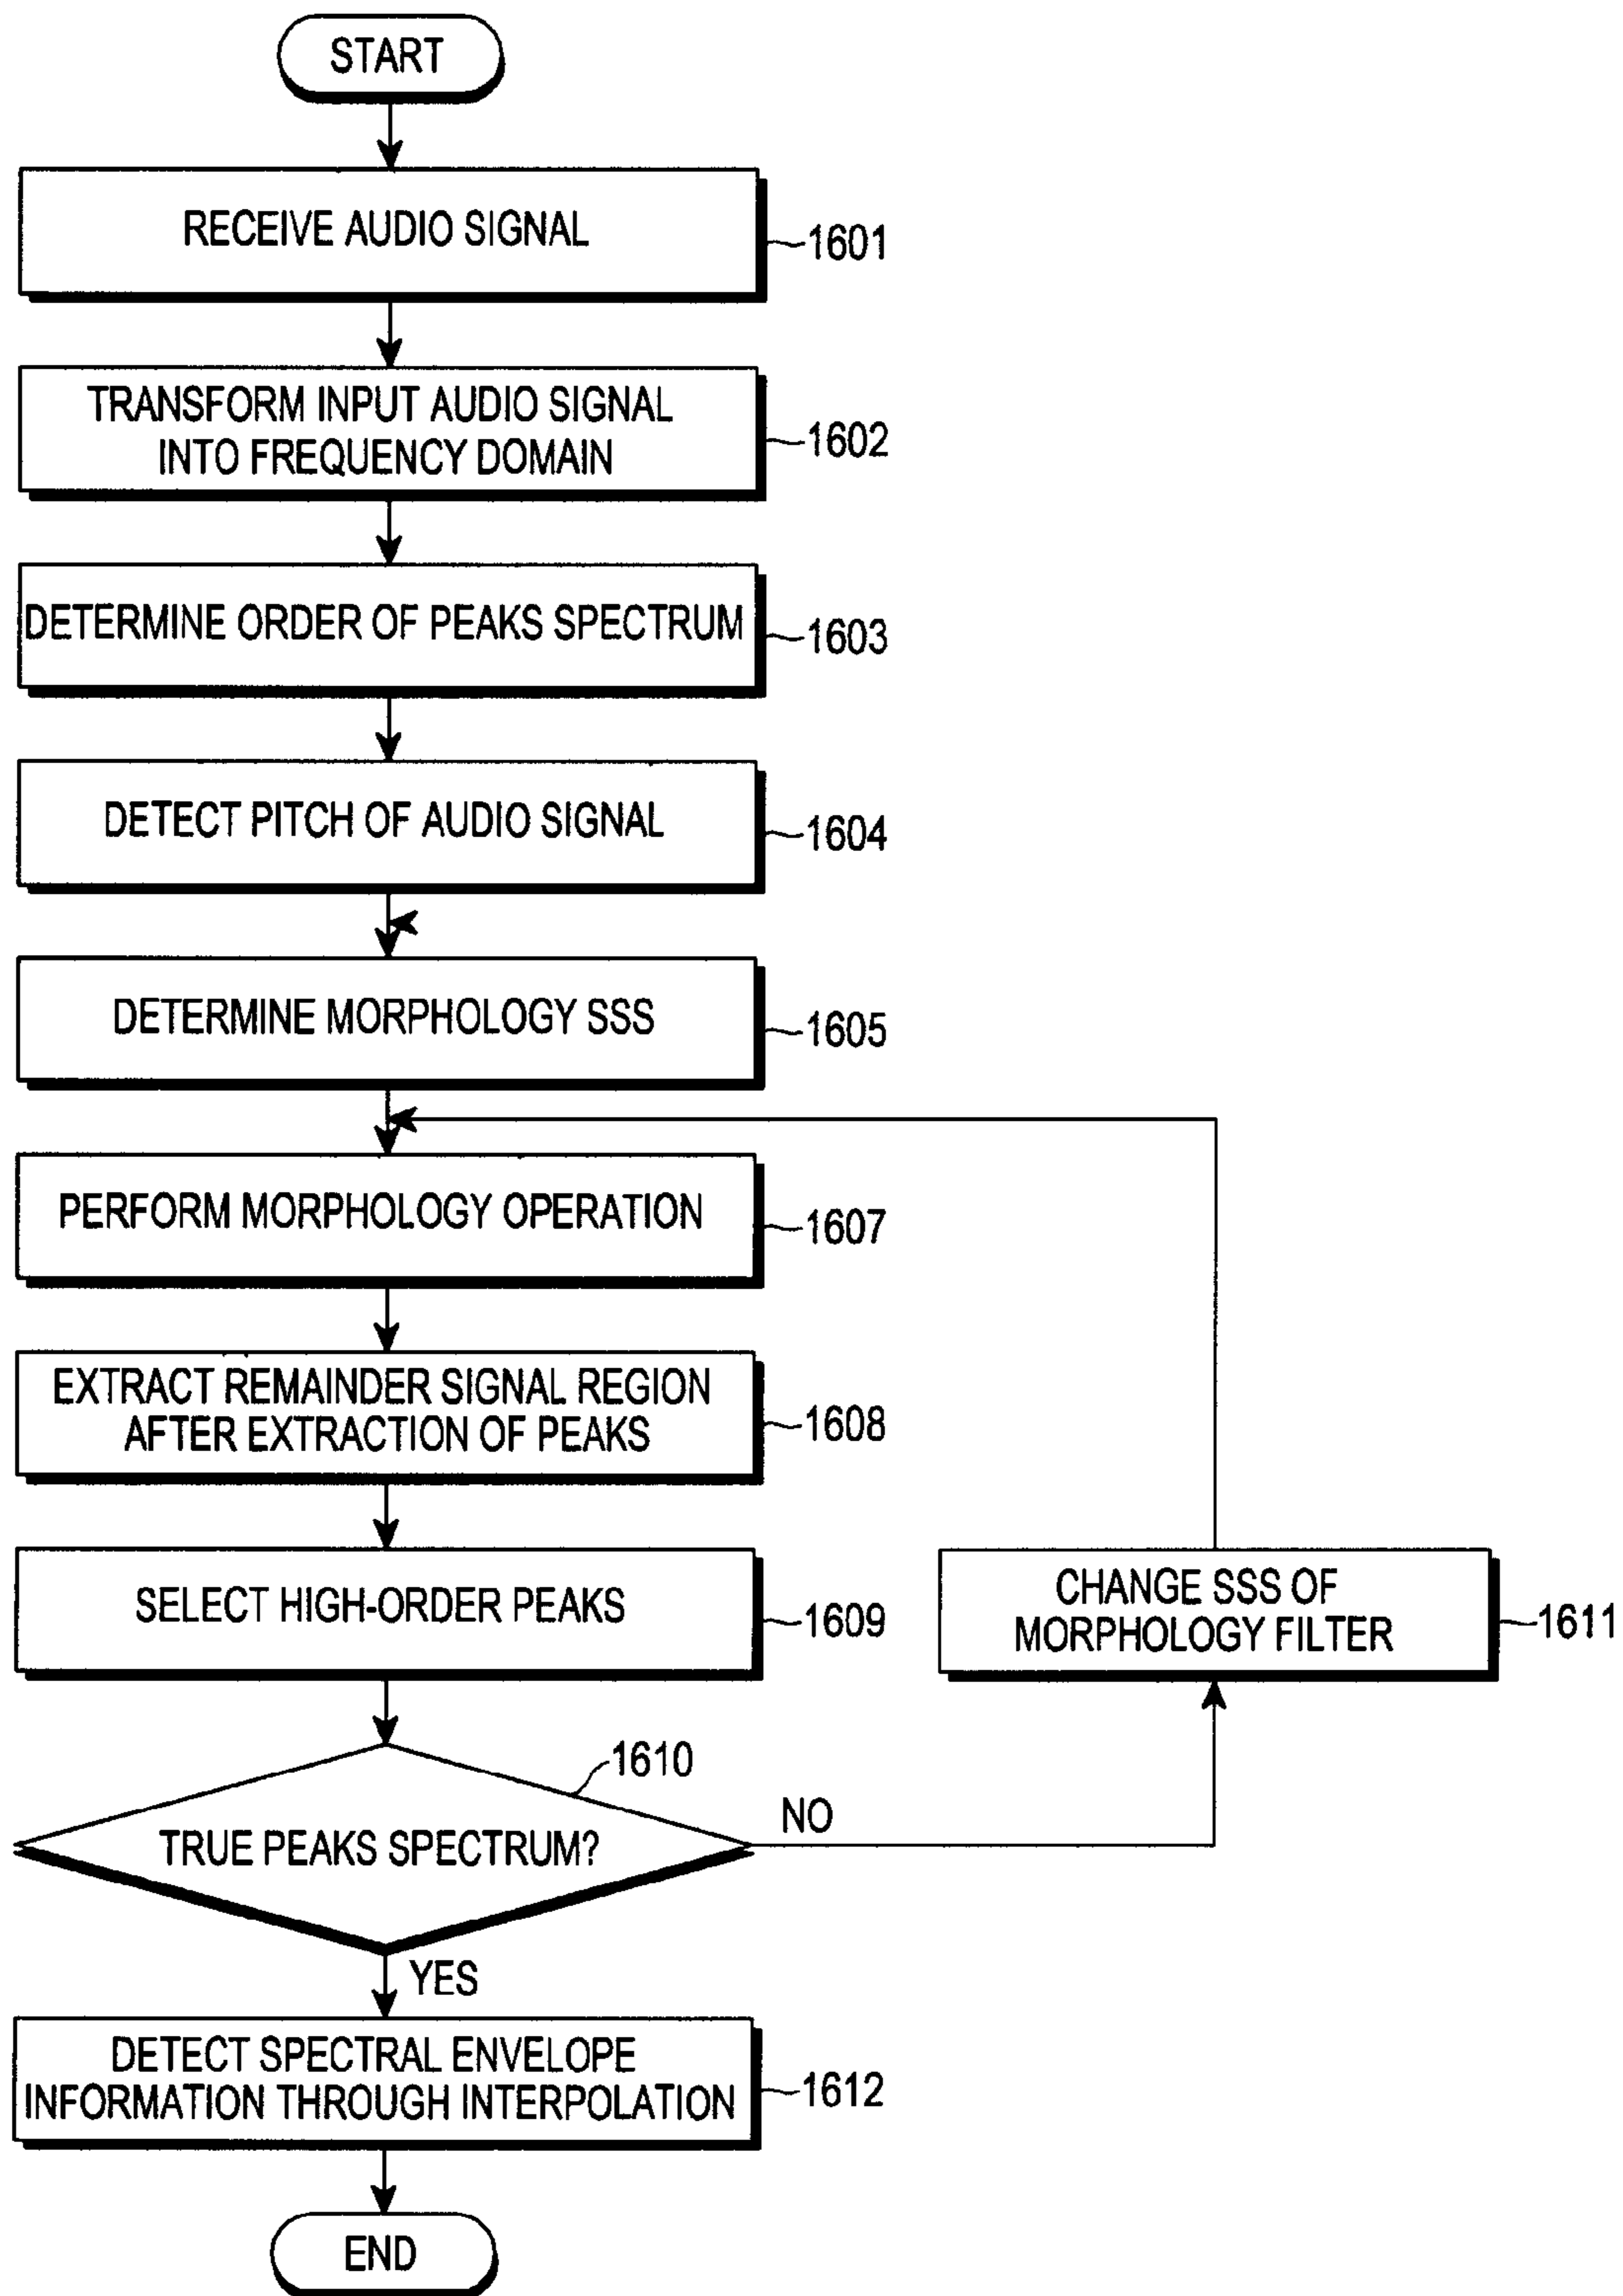 START
RECEIVE AUDIO SIGNAL
1601
TRANSFORM INPUT AUDIO SIGNAL
INTO FREQUENCY DOMAIN
1602
DETERMINE ORDER OF PEAKS SPECTRUM
1603
DETECT PITCH OF AUDIO SIGNAL
1604
DETERMINE MORPHOLOGY SSS
1605
PERFORM MORPHOLOGY OPERATION
1607
EXTRACT REMAINDER SIGNAL REGION
AFTER EXTRACTION OF PEAKS
1608
SELECT HIGH-ORDER PEAKS
1609
CHANGE SSS OF
MORPHOLOGY FILTER
1611
1610
TRUE PEAKS SPECTRUM?
NO
YES
DETECT SPECTRAL ENVELOPE
INFORMATION THROUGH INTERPOLATION
1612
END